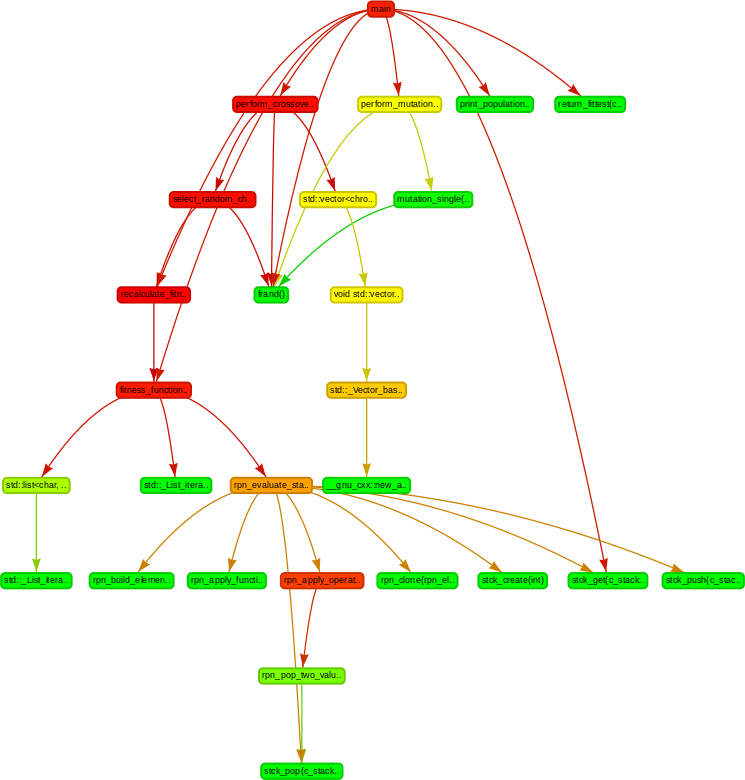 main
perform_crossove..
perform_mutation..
print_population..
return_fittest(c..
select_random_ch..
std::vector<chro..
mutation_single(..
recalculate_fitn..
frand()
void std::vector..
fitness_function..
std::_Vector_bas..
std::list<char, ..
std::_List_itera..
rpn_evaluate_sta..
__gnu_cxx::new_a..
std::_List_itera..
rpn_build_elemen..
rpn_apply_functi..
rpn_apply_operat..
rpn_clone(rpn_el..
stck_create(int)
stck_get(c_stack..
stck_push(c_stac..
rpn_pop_two_valu..
stck_pop(c_stack..